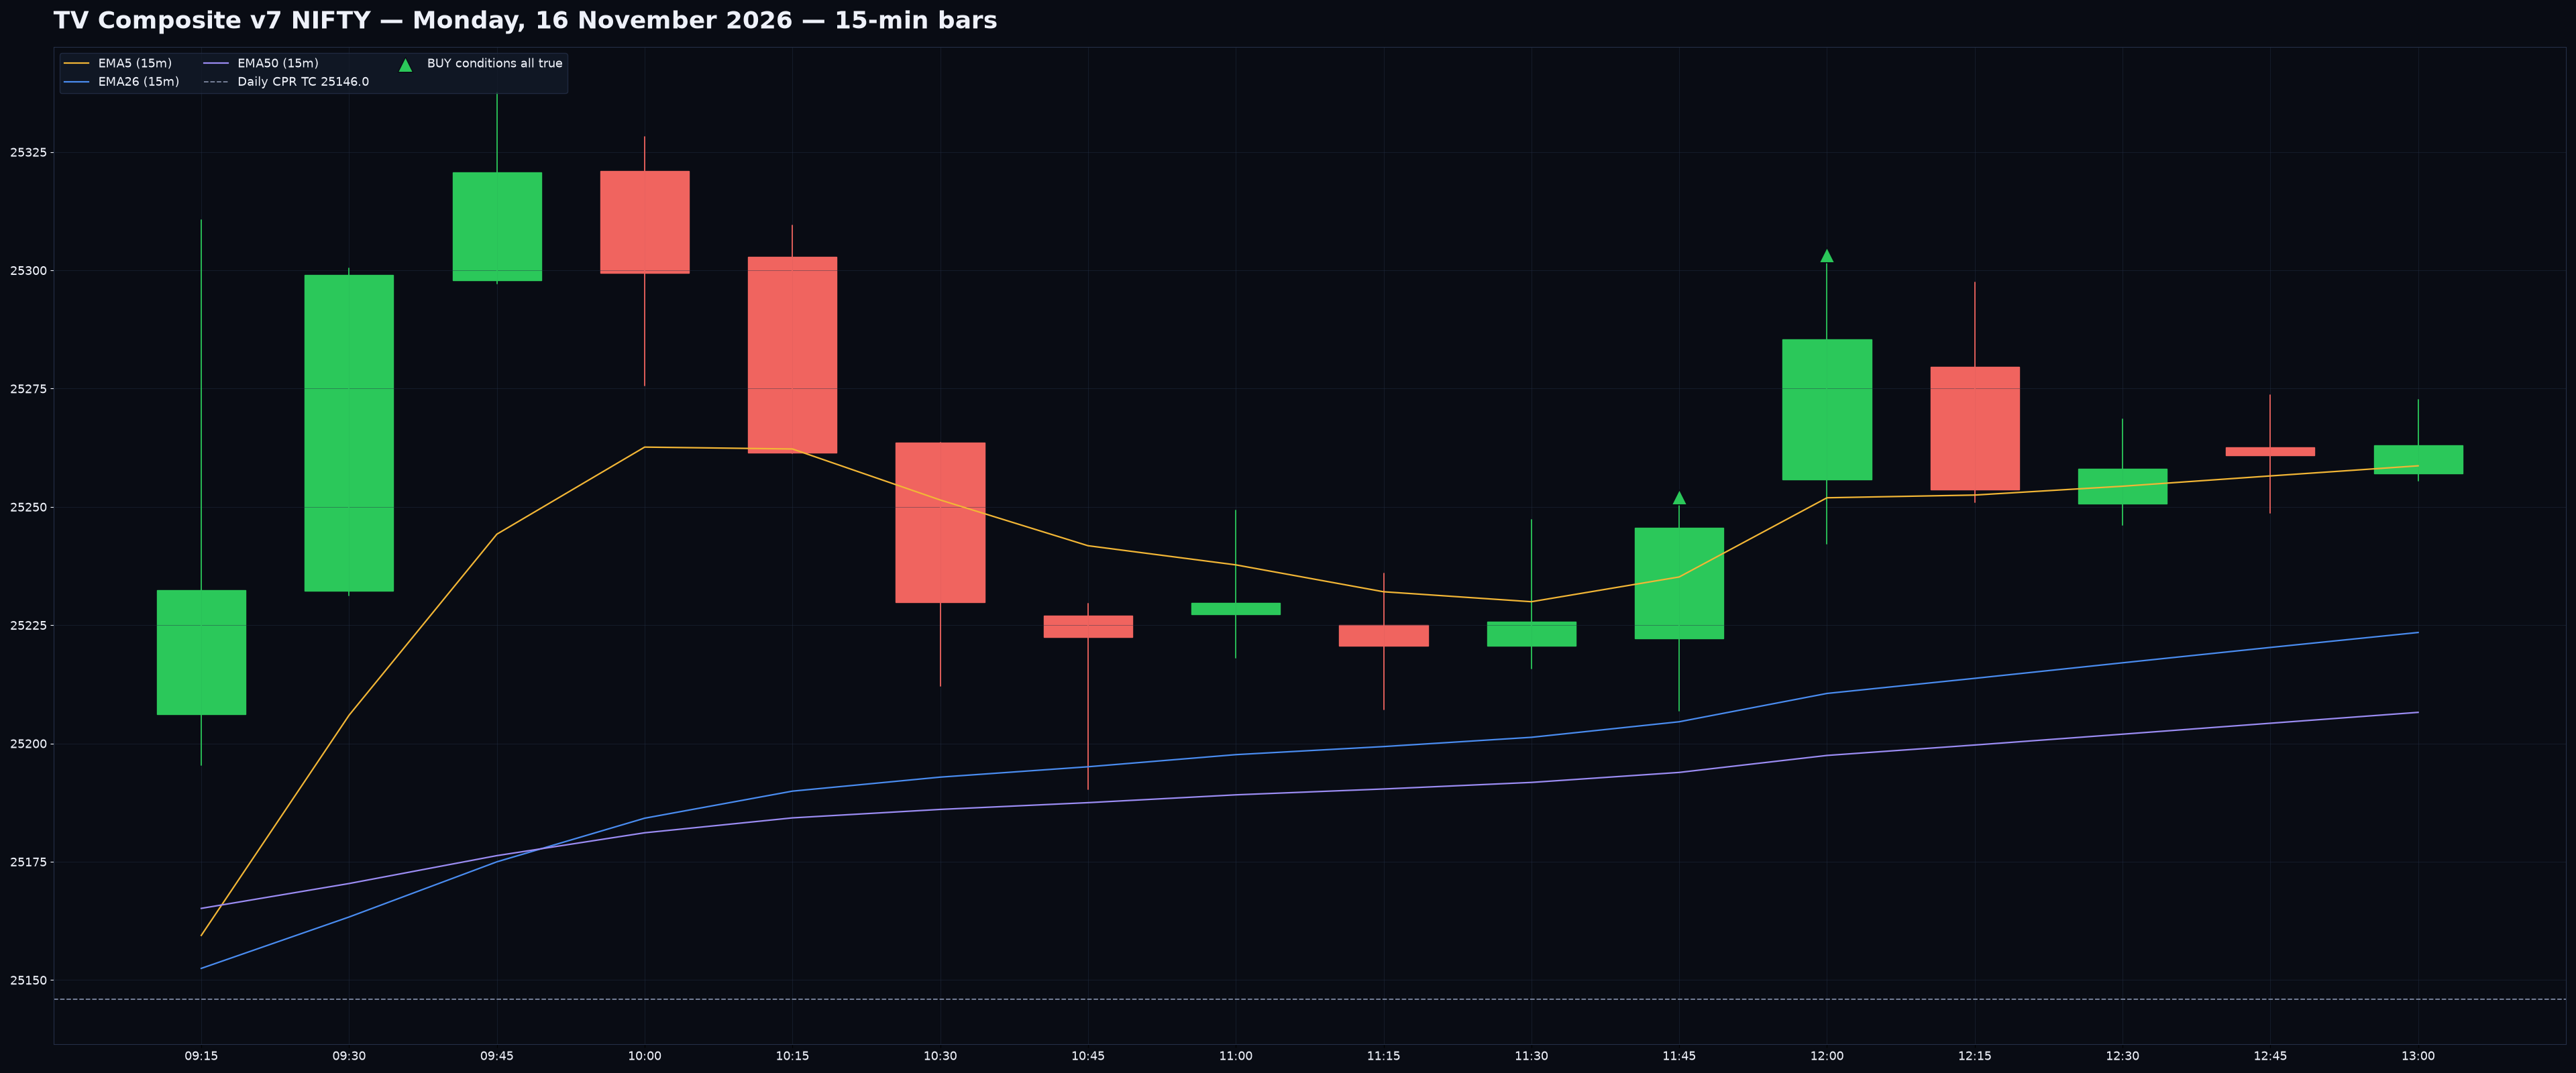 TV Composite v7 NIFTY — Monday, 16 November 2026 — 15-min bars
EMA5 (15m)
EMA26 (15m)
EMA50 (15m)
Daily CPR TC 25146.0
BUY conditions all true
25325
25300
25275
25250
25225
25200
25175
25150
09:15 09:30 09:45 10:00 10:15 10:30 10:45 11:00 11:15 11:30 11:45 12:00 12:15 12:30 12:45 13:00